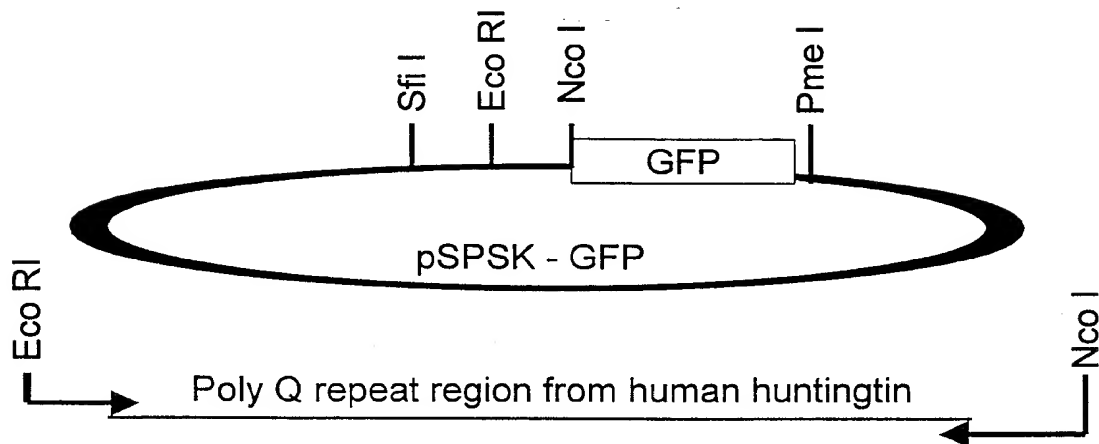 Sfi I
Eco RI
Nco I
Pme I
GFP
pSPSK - GFP
Eco RI
Nco I
Poly Q repeat region from human huntingtin